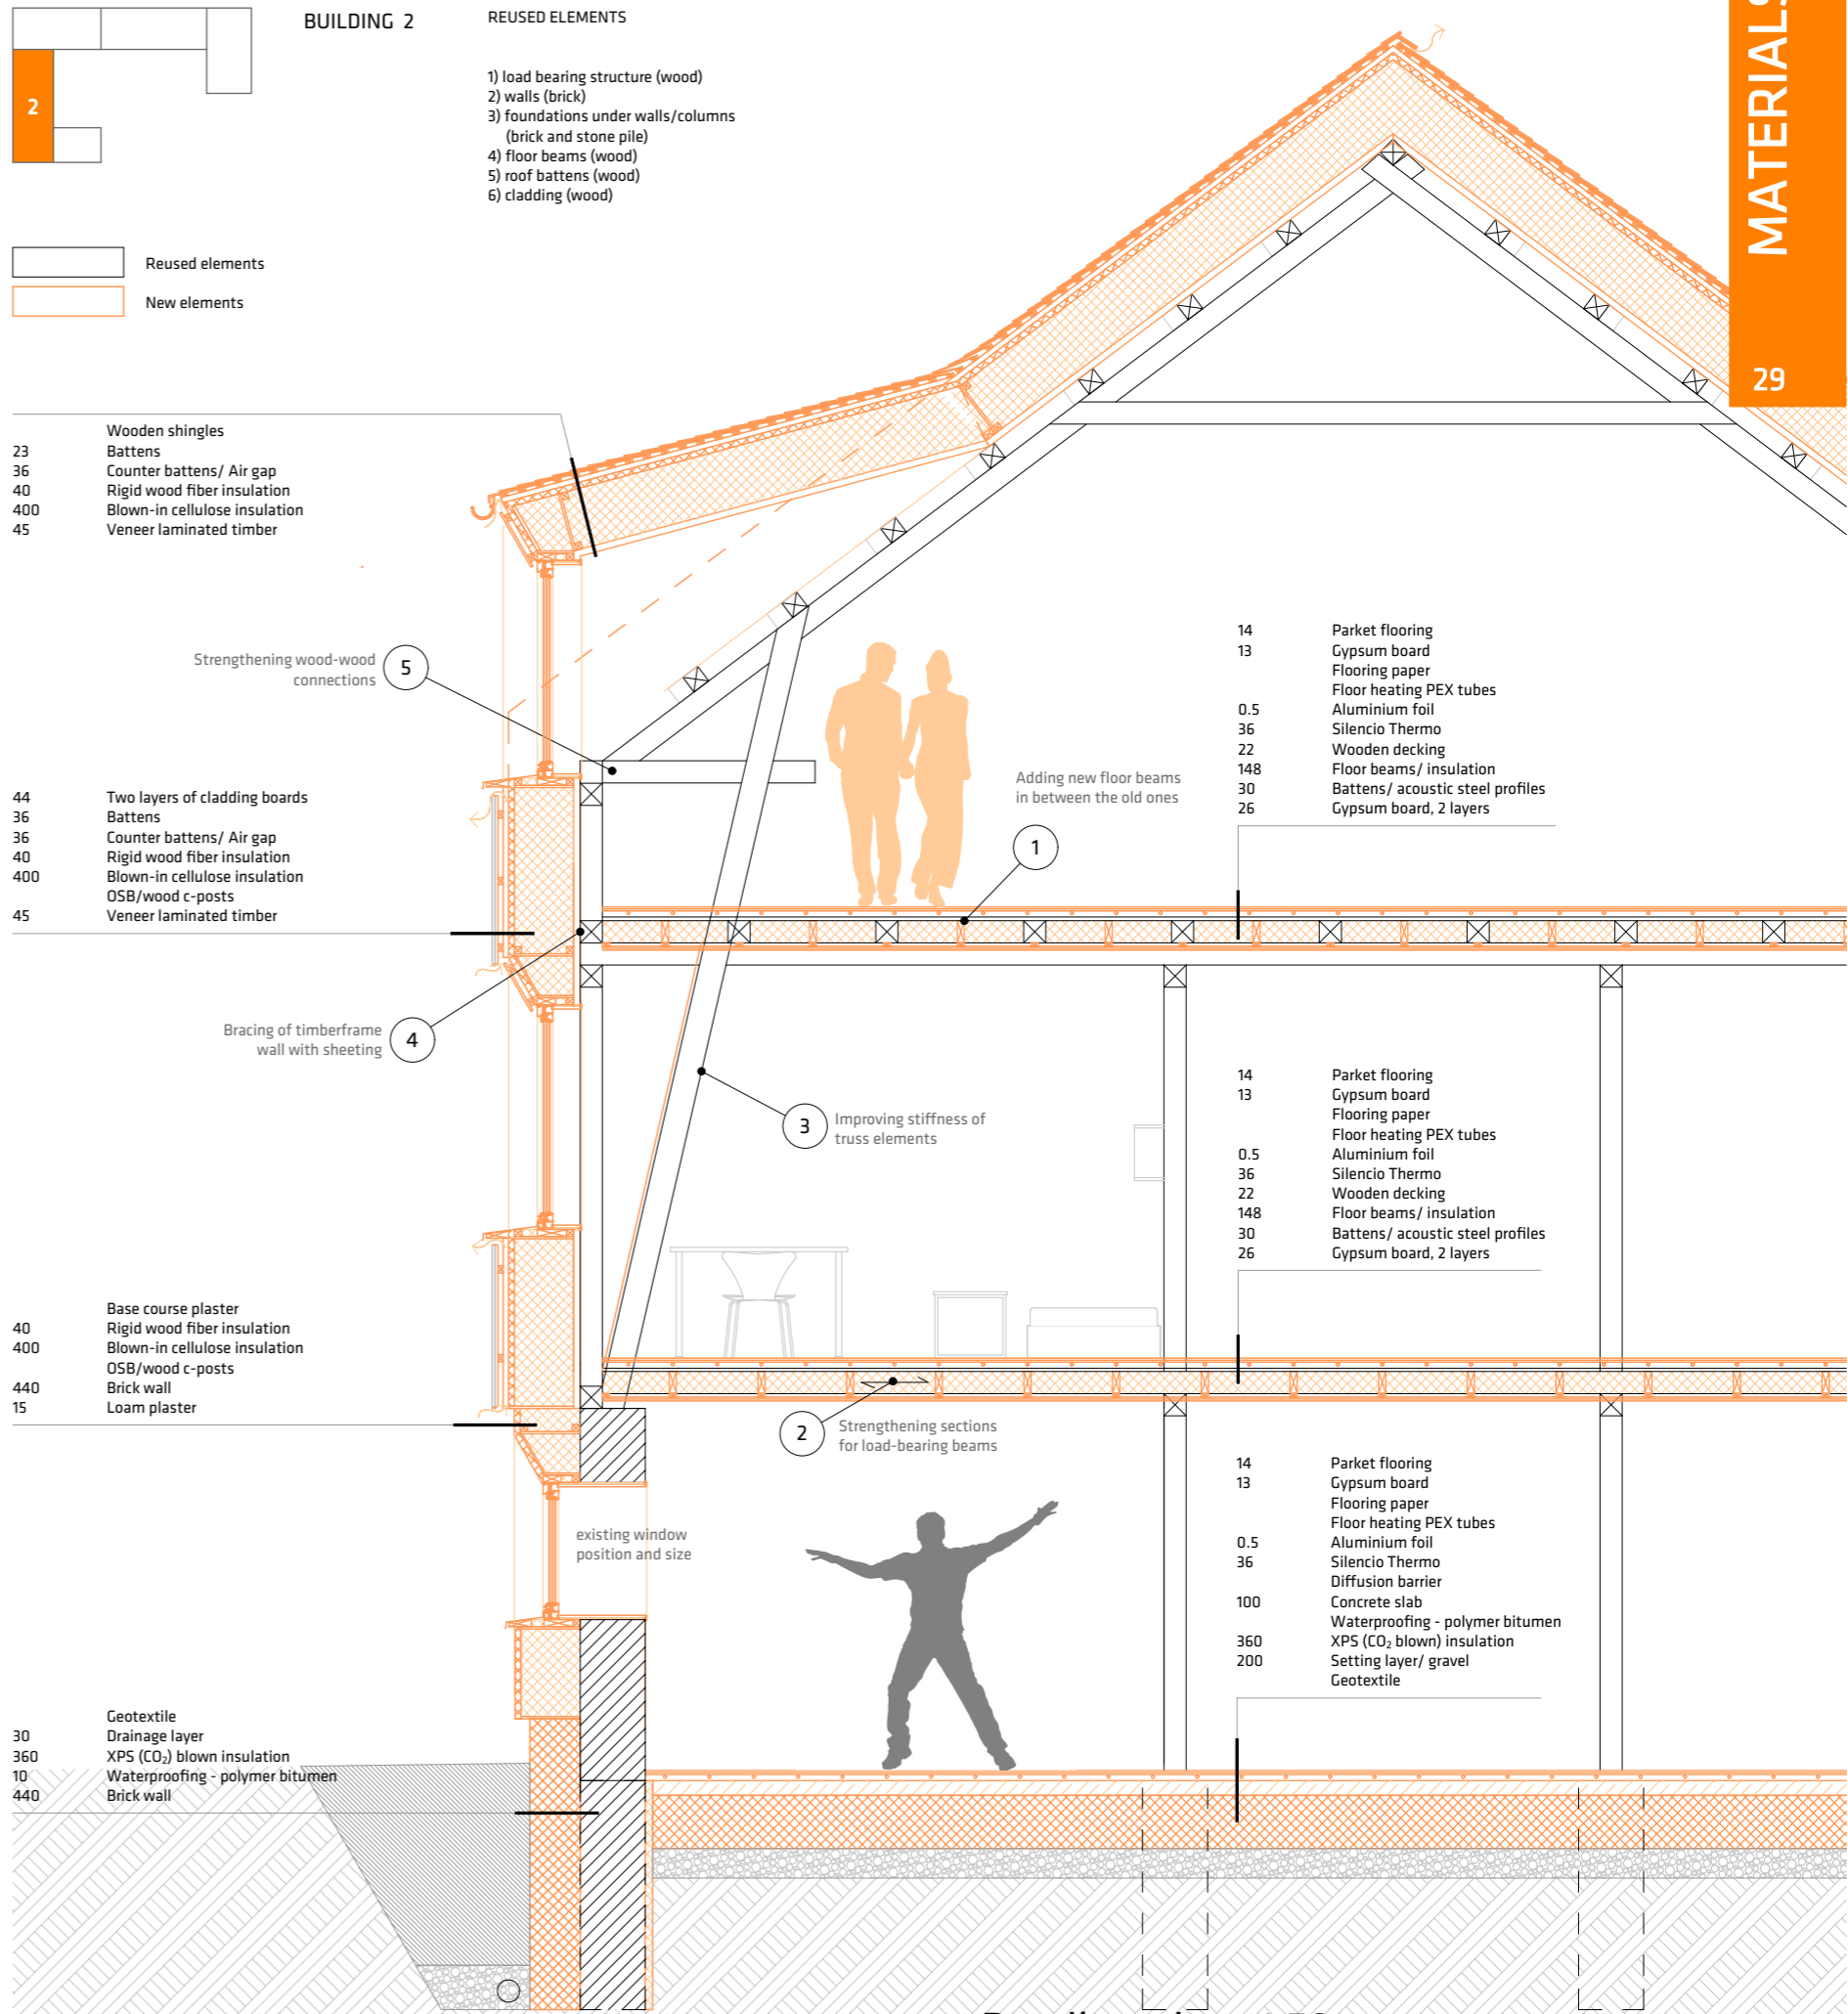 BUILDING 2
REUSED ELEMENTS
1) load bearing structure (wood)
2) walls (brick)
3) foundations under walls/columns
(brick and stone pile)
4) floor beams (wood)
5) roof battens (wood)
6) cladding (wood)
2
Reused elements
New elements
MATERIALS
29
Wooden shingles
23 Battens
36 Counter battens/ Air gap
40 Rigid wood fiber insulation
400 Blown-in cellulose insulation
45 Veneer laminated timber
Strengthening wood-wood
connections
5
44 Two layers of cladding boards
36 Battens
36 Counter battens/ Air gap
40 Rigid wood fiber insulation
400 Blown-in cellulose insulation
OSB/wood c-posts
45 Veneer laminated timber
14 Parket flooring
13 Gypsum board
Flooring paper
Floor heating PEX tubes
0.5 Aluminium foil
36 Silencio Thermo
22 Wooden decking
148 Floor beams/ insulation
30 Battens/ acoustic steel profiles
26 Gypsum board, 2 layers
Adding new floor beams
in between the old ones
1
Bracing of timberframe
wall with sheeting
4
3
Improving stiffness of
truss elements
14 Parket flooring
13 Gypsum board
Flooring paper
Floor heating PEX tubes
0.5 Aluminium foil
36 Silencio Thermo
22 Wooden decking
148 Floor beams/ insulation
30 Battens/ acoustic steel profiles
26 Gypsum board, 2 layers
Base course plaster
40 Rigid wood fiber insulation
400 Blown-in cellulose insulation
OSB/wood c-posts
440 Brick wall
15 Loam plaster
2
Strengthening sections
for load-bearing beams
existing window
position and size
14 Parket flooring
13 Gypsum board
Flooring paper
Floor heating PEX tubes
0.5 Aluminium foil
36 Silencio Thermo
Diffusion barrier
100 Concrete slab
Waterproofing - polymer bitumen
360 XPS (CO₂ blown) insulation
200 Setting layer/ gravel
Geotextile
Geotextile
30 Drainage layer
360 XPS (CO₂) blown insulation
10 Waterproofing - polymer bitumen
440 Brick wall